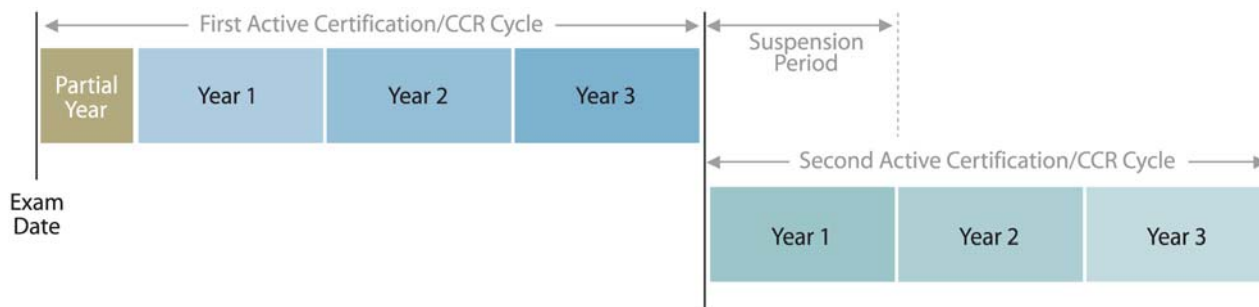 First Active Certification/CCR Cycle
Suspension
Period
Partial
Year
Year 1
Year 2
Year 3
Exam
Date
Second Active Certification/CCR Cycle
Year 1
Year 2
Year 3